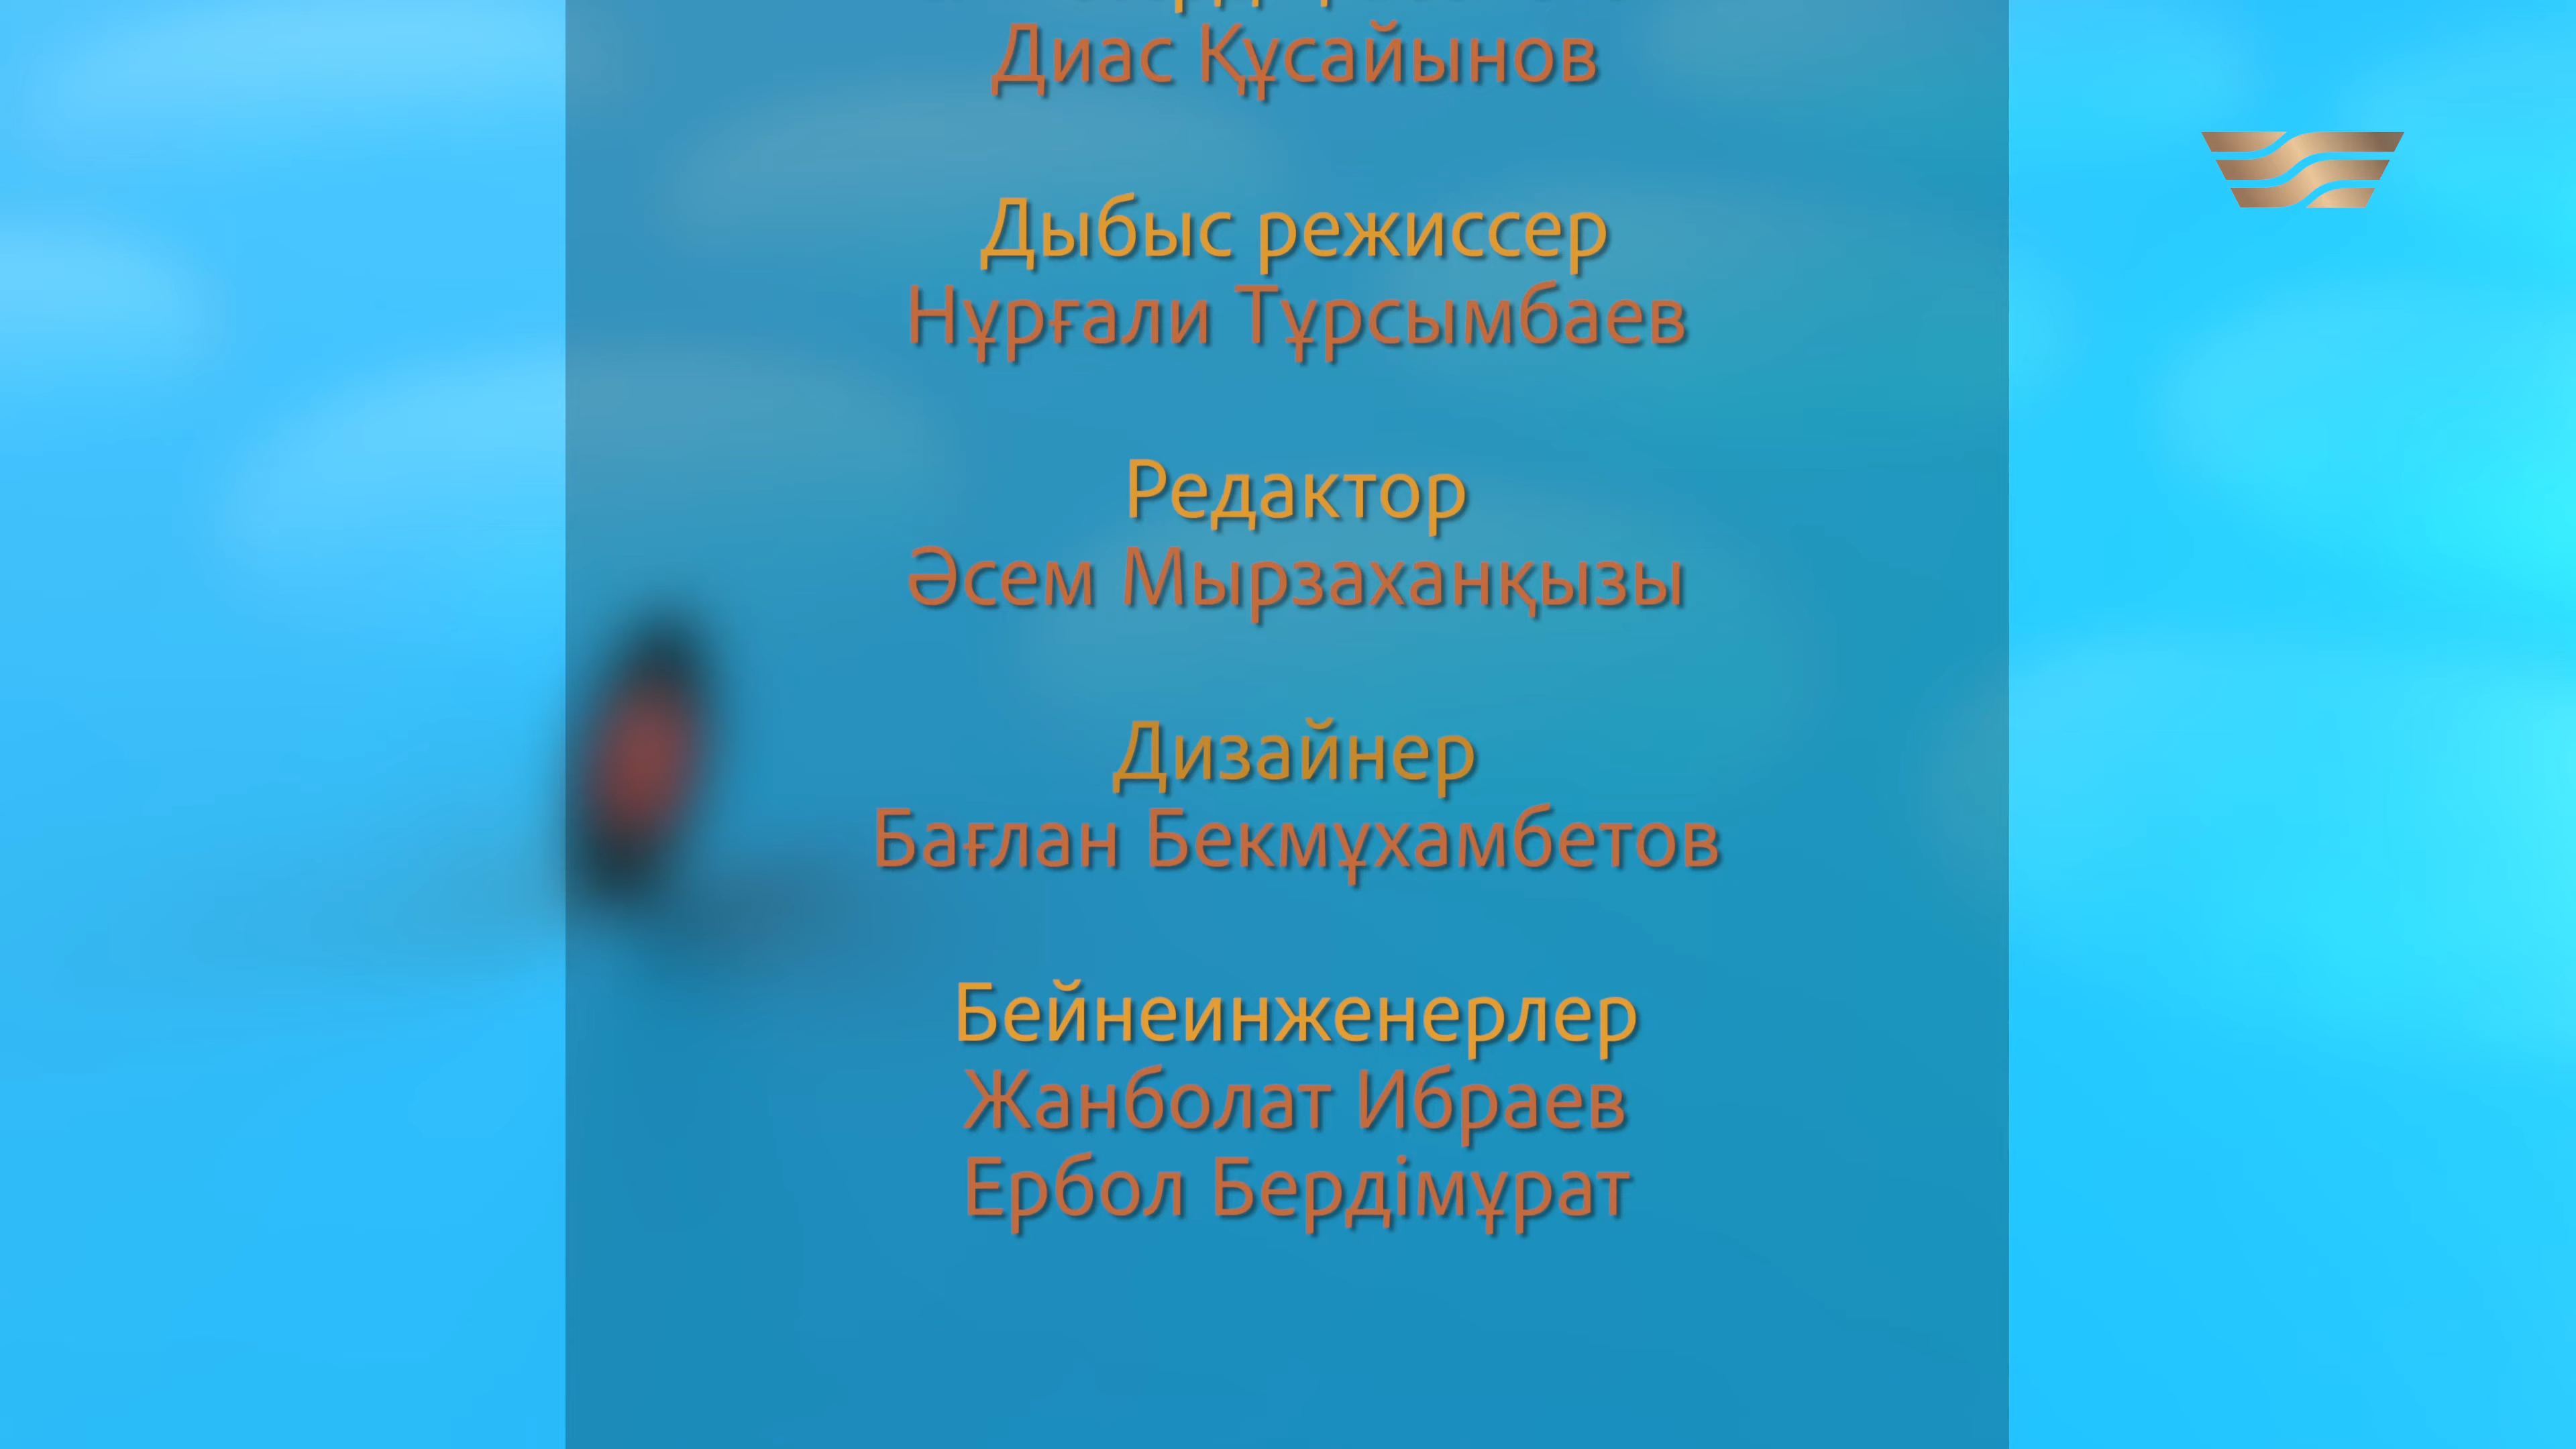 Диас Құсайынов
Дыбыс режиссер
Нұрғали Тұрсымбаев
Редактор
Әсем Мырзаханқызы
Дизайнер
Бағлан Бекмұхамбетов
Бейнеинженерлер
Жанболат Ибраев
Ербол Бердімұрат